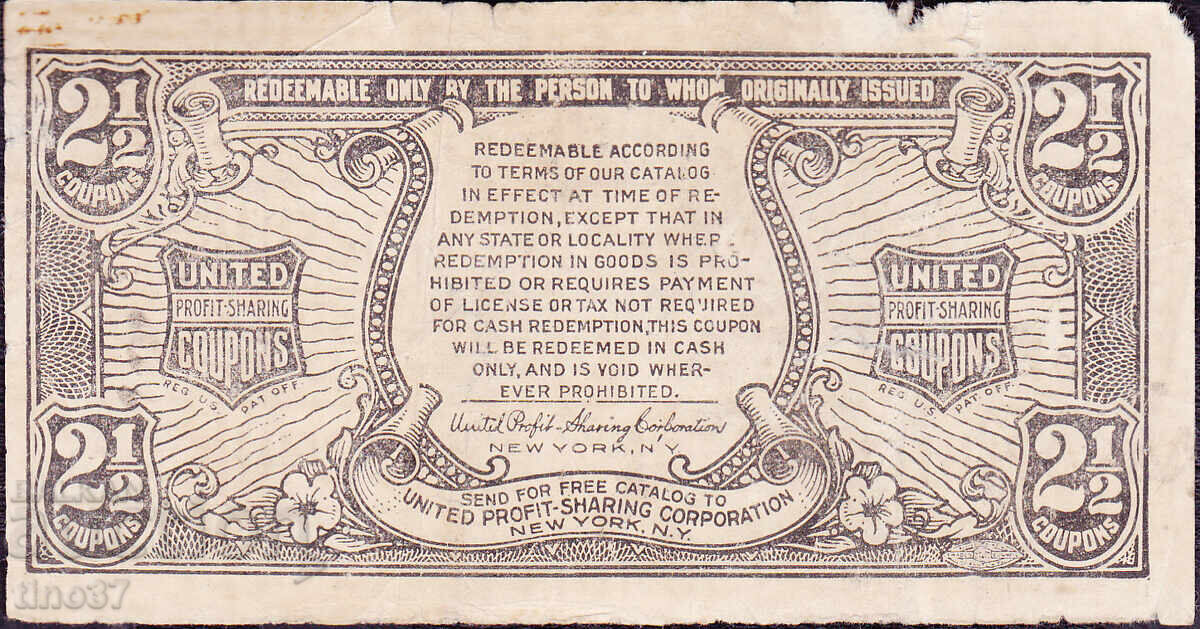 REDEEMABLE ONLY BY THE PERSON TO WHOM ORIGINALLY ISSUED
2½
COUPONS
2½
COUPONS
REDEEMABLE ACCORDING
TO TERMS OF OUR CATALOG
IN EFFECT AT TIME OF RE-
DEMPTION, EXCEPT THAT IN
ANY STATE OR LOCALITY WHERE
REDEMPTION IN GOODS IS PRO-
HIBITED OR REQUIRES PAYMENT
OF LICENSE OR TAX NOT REQUIRED
FOR CASH REDEMPTION, THIS COUPON
WILL BE REDEEMED IN CASH
ONLY, AND IS VOID WHER-
EVER PROHIBITED.
United Profit-Sharing Corporation
NEW YORK, N.Y.
UNITED
PROFIT-SHARING
COUPONS
REG US. PAT OFF.
UNITED
PROFIT-SHARING
COUPONS
REG US. PAT OFF.
SEND FOR FREE CATALOG TO
UNITED PROFIT-SHARING CORPORATION
NEW YORK, N.Y.
2½
COUPONS
2½
COUPONS
tino37